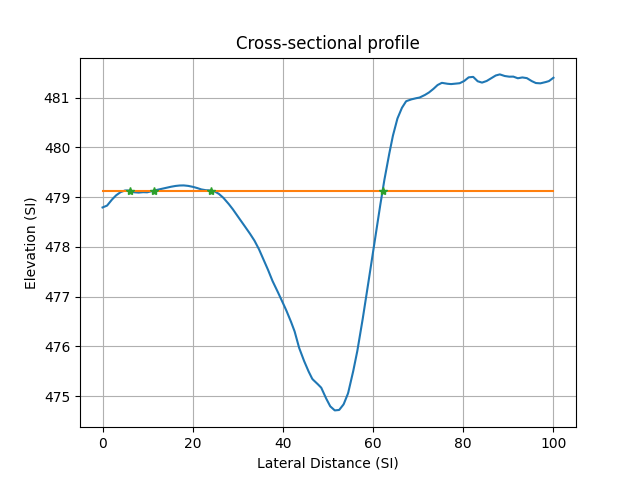 Cross-sectional profile
Elevation (SI)
481
480
479
478
477
476
475
0 20 40 60 80 100
Lateral Distance (SI)